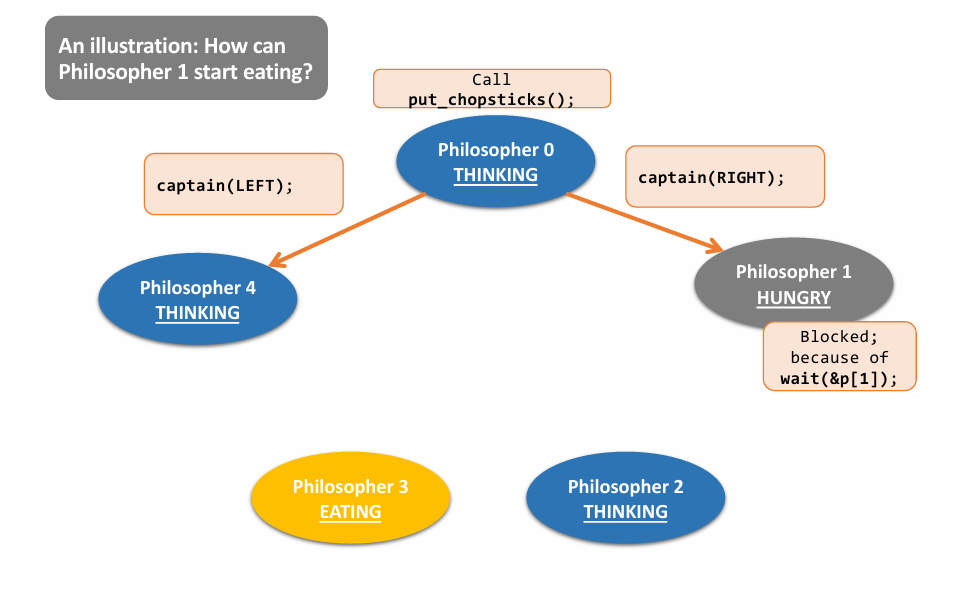 An illustration: How can
Philosopher 1 start eating?
Call
put_chopsticks();
Philosopher 0
THINKING
captain(LEFT);
captain(RIGHT);
Philosopher 4
THINKING
Philosopher 1
HUNGRY
Blocked;
because of
wait(&p[1]);
Philosopher 3
EATING
Philosopher 2
THINKING